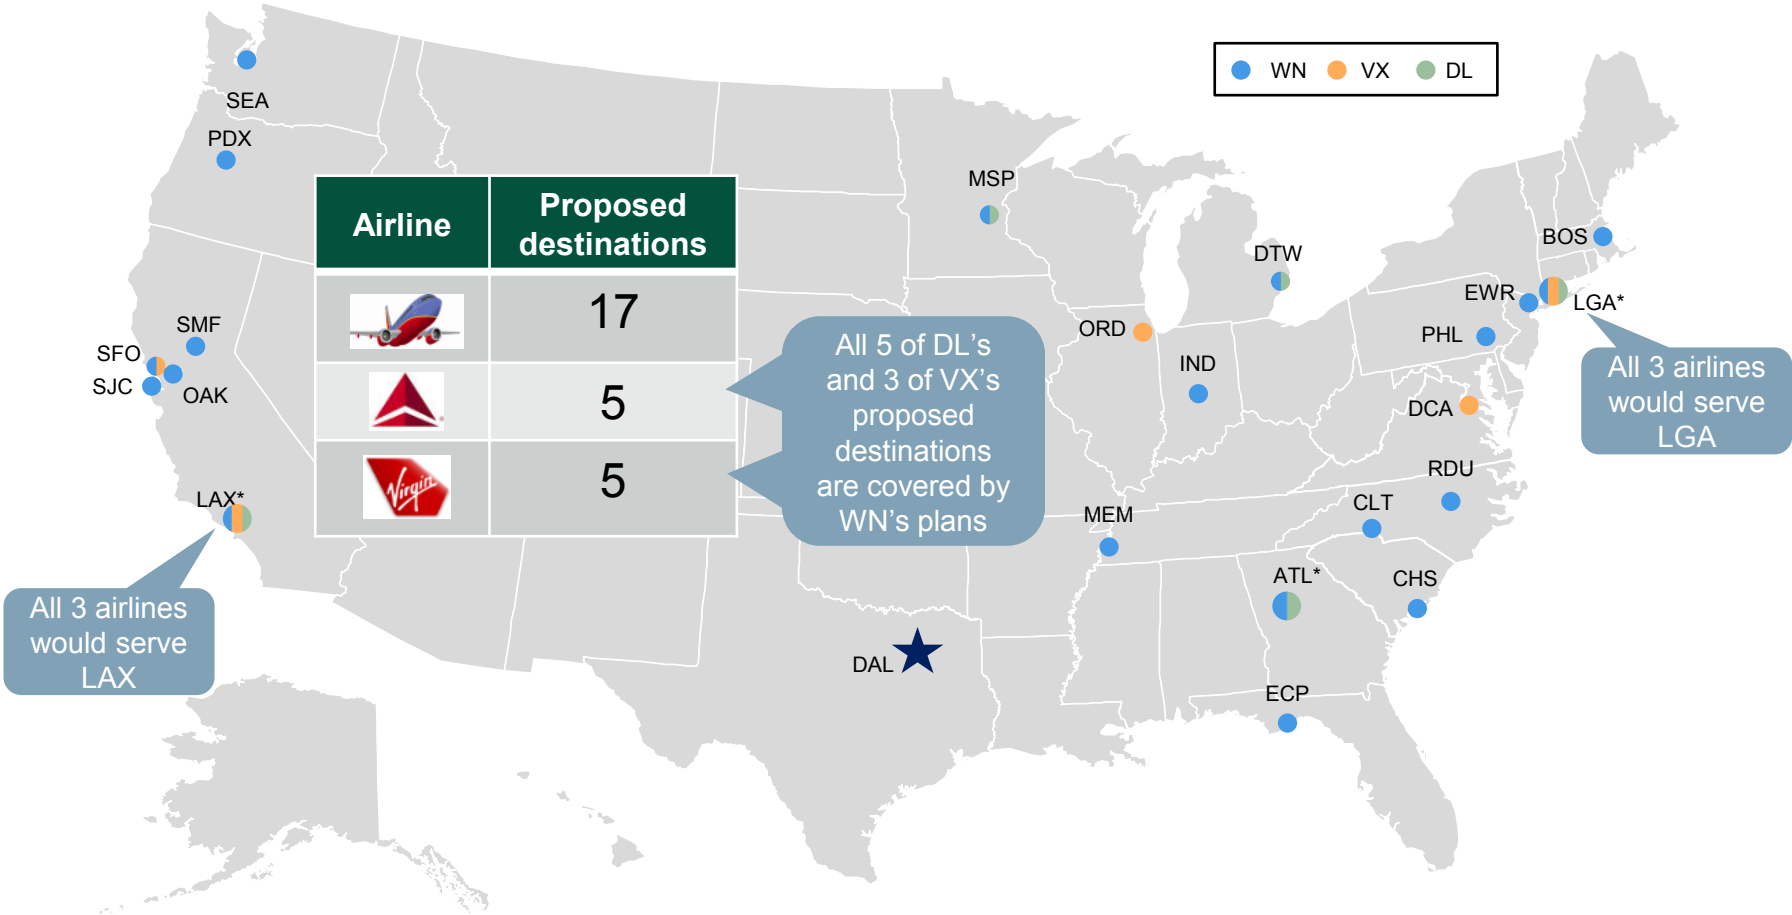 WN VX DL
SEA
PDX
MSP
BOS
DTW
EWR
LGA*
SMF
ORD
PHL
SFO
IND
SJC
OAK
DCA
RDU
LAX*
CLT
MEM
ATL*
CHS
DAL
ECP
Airline
Proposed
destinations
17
5
Virgin
5
All 5 of DL’s
and 3 of VX’s
proposed
destinations
are covered by
WN’s plans
All 3 airlines
would serve
LGA
All 3 airlines
would serve
LAX